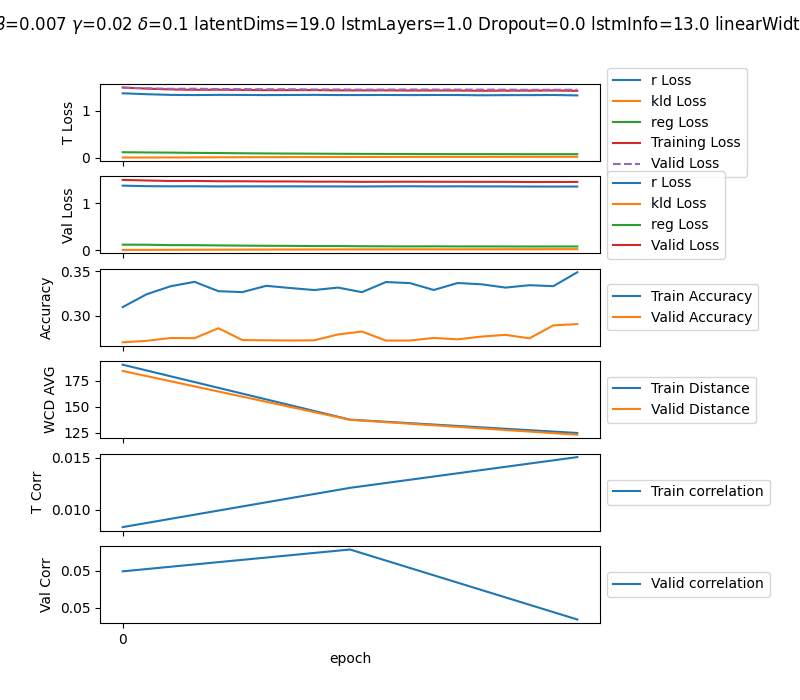 =0.007 γ=0.02 δ=0.1 latentDims=19.0 lstmLayers=1.0 Dropout=0.0 lstmInfo=13.0 linearWidt
T Loss
1
0
r Loss
kld Loss
reg Loss
Training Loss
Valid Loss
Val Loss
1
0
r Loss
kld Loss
reg Loss
Valid Loss
Accuracy
0.35
0.30
Train Accuracy
Valid Accuracy
WCD AVG
175
150
125
Train Distance
Valid Distance
T Corr
0.015
0.010
Train correlation
Val Corr
0.05
0.05
Valid correlation
0
epoch